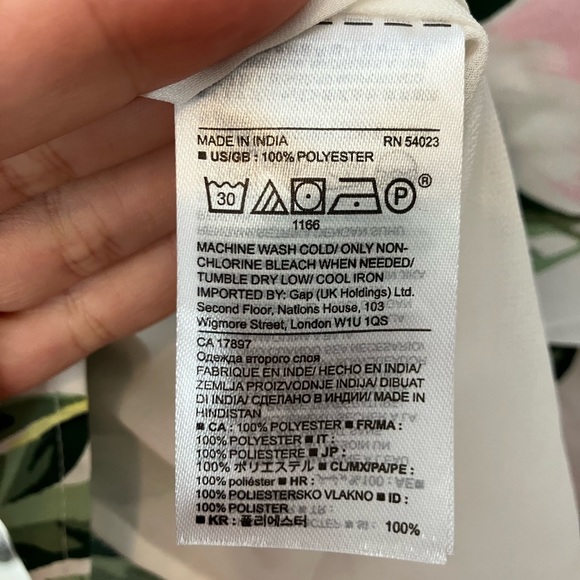 MADE IN INDIA RN 54023
■ US/GB : 100% POLYESTER
30 P ®
1166
MACHINE WASH COLD/ ONLY NON-
CHLORINE BLEACH WHEN NEEDED/
TUMBLE DRY LOW/ COOL IRON
IMPORTED BY: Gap (UK Holdings) Ltd.
Second Floor, Nations House, 103
Wigmore Street, London W1U 1QS
CA 17897
Одежда второго слоя
FABRIQUE EN INDE/ HECHO EN INDIA/
ZEMLJA PROIZVODNJE INDIJA/ DIBUAT
DI INDIA/ СДЕЛАНО В ИНДИИ/ MADE IN
HINDISTAN
■ CA : 100% POLYESTER ■ FR/MA :
100% POLYESTER ■ IT :
100% POLIESTERE ■ JP :
100% ポリエステル ■ CL/MX/PA/PE :
100% poliéster ■ HR :
100% POLIESTERSKO VLAKNO ■ ID :
100% POLISTER
■ KR : 폴리에스터 100%